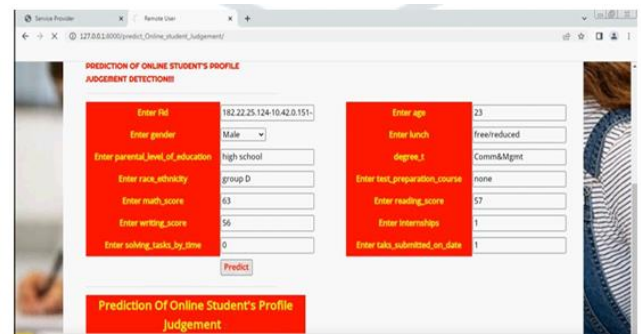 Service Provider
Remote User
127.0.0.1:8000/predict_Online_student_Judgement/
PREDICTION OF ONLINE STUDENT'S PROFILE
JUDGEMENT DETECTION!!!
Enter Fid 182.22.25.124-10.42.0.151- Enter age 23
Enter gender Male Enter lunch free/reduced
Enter parental_level_of_education high school degree_t Comm&Mgmt
Enter race_ethnicity group D Enter test_preparation_course none
Enter math_score 63 Enter reading_score 57
Enter writing_score 56 Enter Internships 1
Enter solving_tasks_by_time 0 Enter taks_submitted_on_date 1
Predict
Prediction Of Online Student's Profile
Judgement